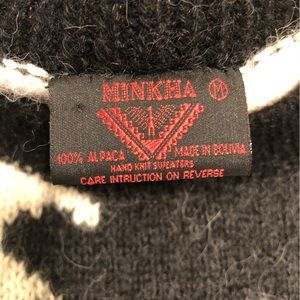 MINKHA M
100% ALPACA MADE IN BOLIVIA
HAND KNIT SWEATERS
CARE INTRUCTION ON REVERSE